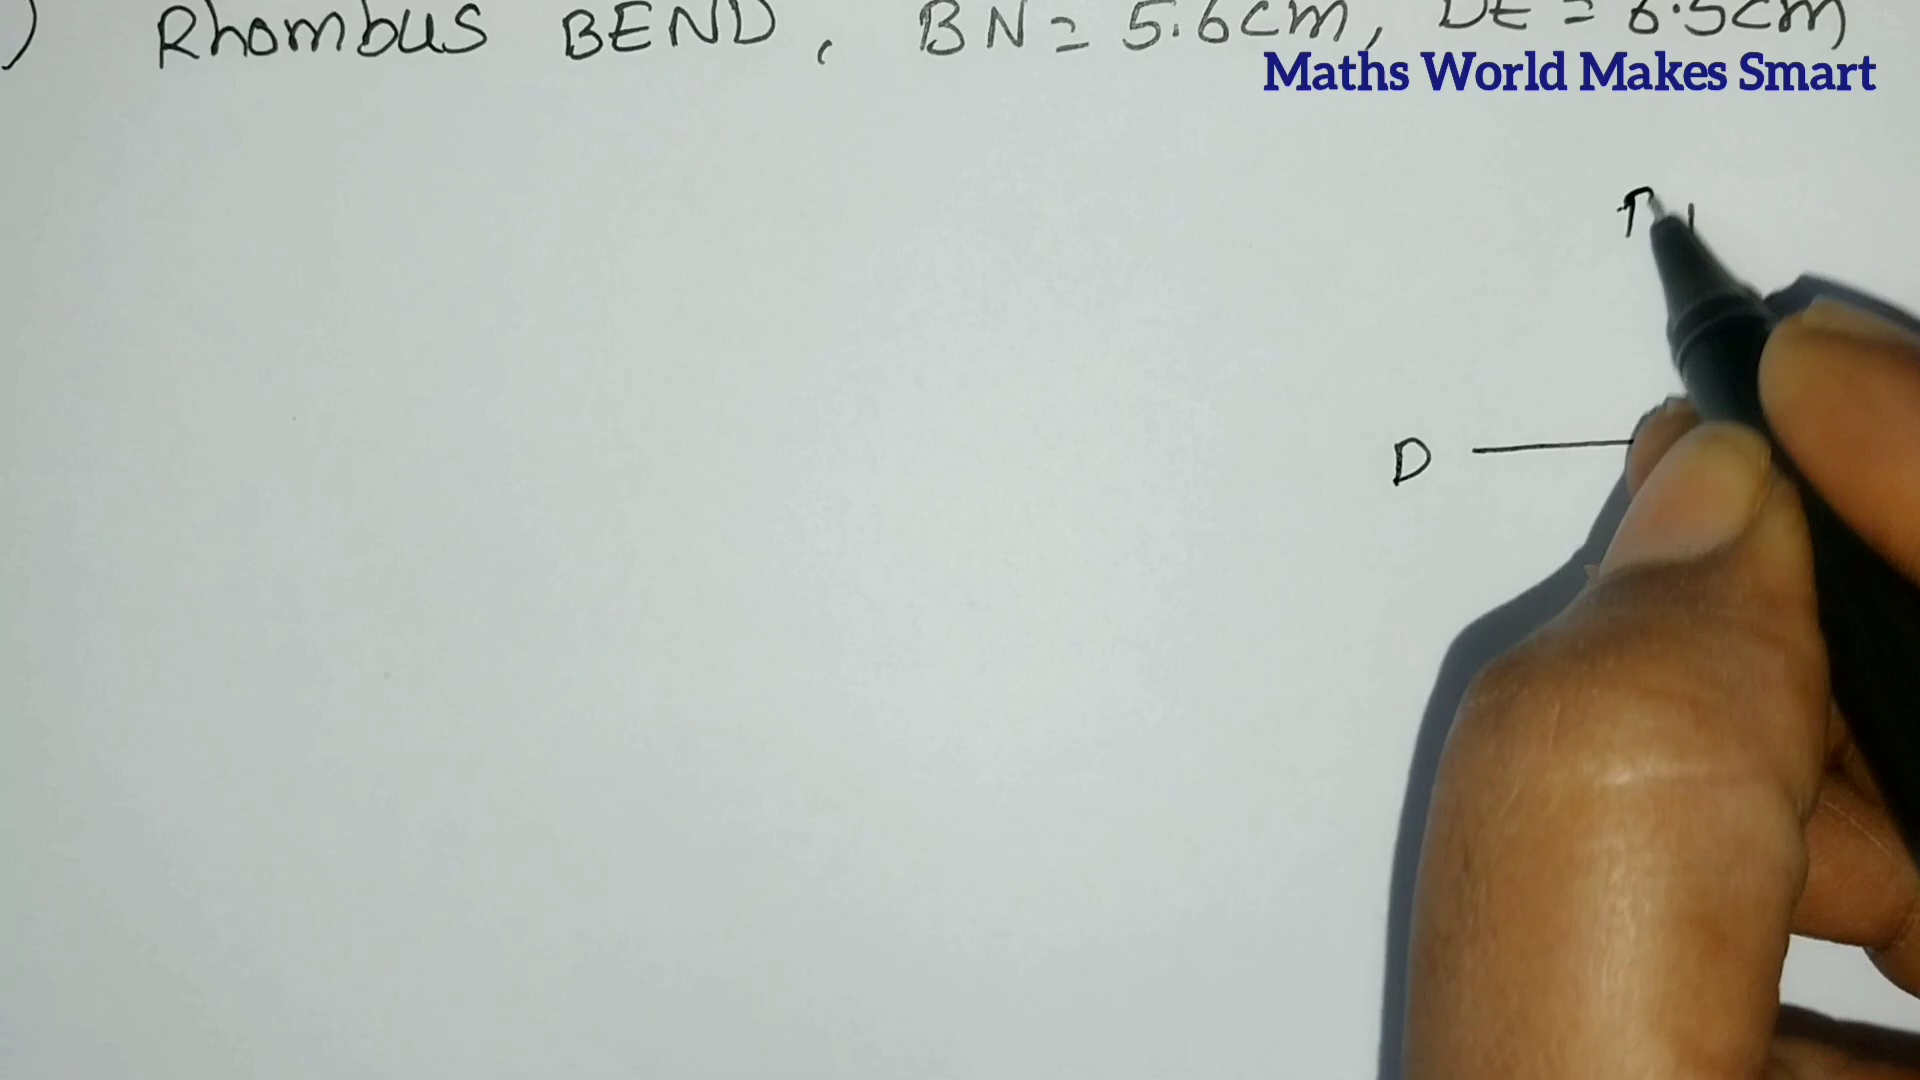 ) Rhombus BEND, BN = 5.6cm, DE = 6.5cm
Maths World Makes Smart
D